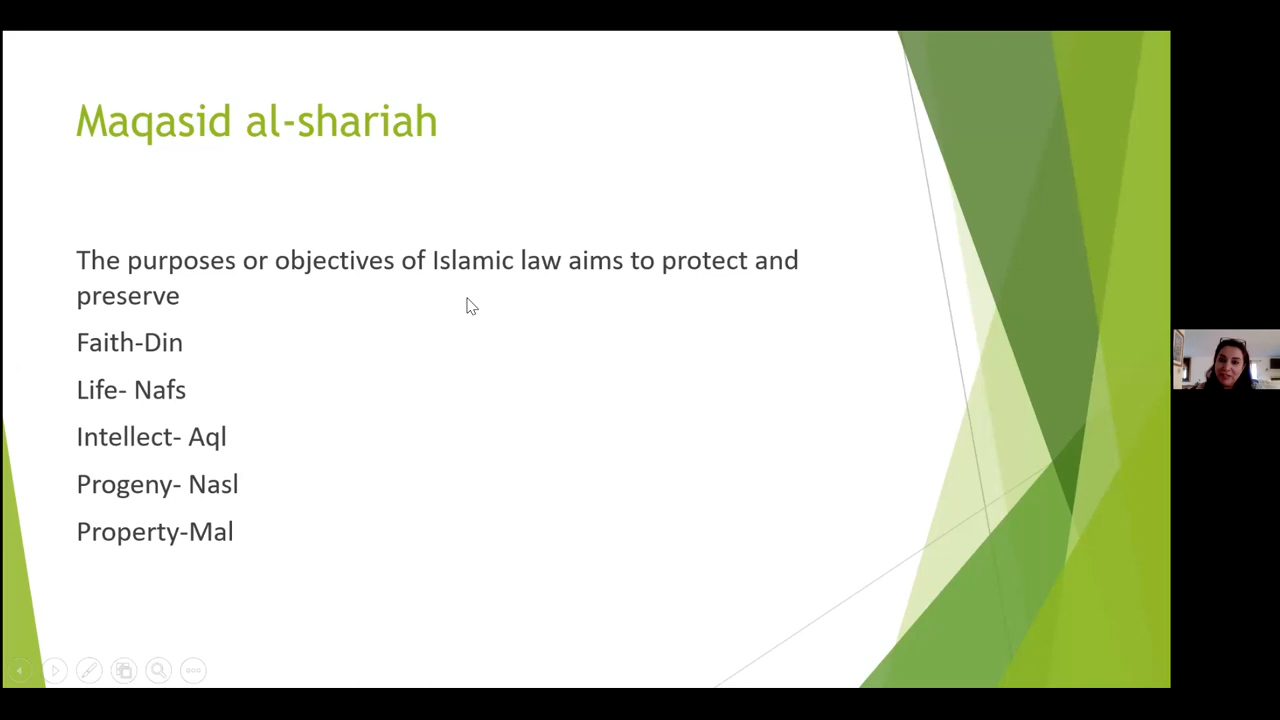 Maqasid al-shariah
The purposes or objectives of Islamic law aims to protect and
preserve
Faith-Din
Life- Nafs
Intellect- Aql
Progeny- Nasl
Property-Mal